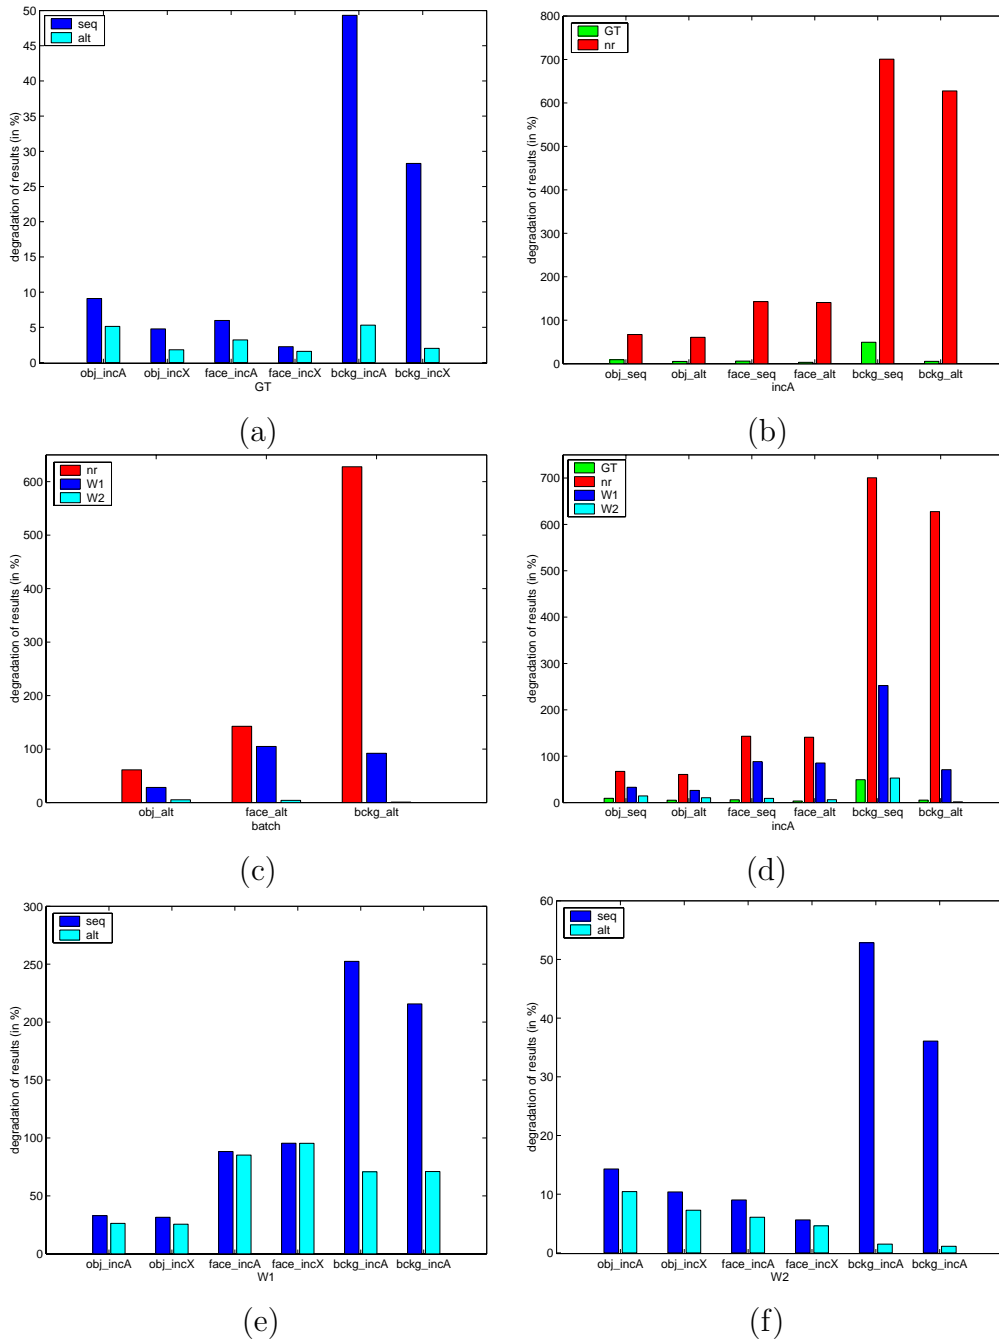 50
45
40
35
30
25
20
15
10
5
0
degradation of results (in %)
seq
alt
obj_incA obj_incX face_incA face_incX bckg_incA bckg_incX
GT
(a)
800
700
600
500
400
300
200
100
0
degradation of results (in %)
GT
nr
obj_seq obj_alt face_seq face_alt bckg_seq bckg_alt
incA
(b)
600
500
400
300
200
100
0
degradation of results (in %)
nr
W1
W2
obj_alt face_alt bckg_alt
batch
(c)
700
600
500
400
300
200
100
0
degradation of results (in %)
GT
nr
W1
W2
obj_seq obj_alt face_seq face_alt bckg_seq bckg_alt
incA
(d)
300
250
200
150
100
50
0
degradation of results (in %)
seq
alt
obj_incA obj_incX face_incA face_incX bckg_incA bckg_incA
W1
(e)
60
50
40
30
20
10
0
degradation of results (in %)
seq
alt
obj_incA obj_incX face_incA face_incX bckg_incA bckg_incA
W2
(f)